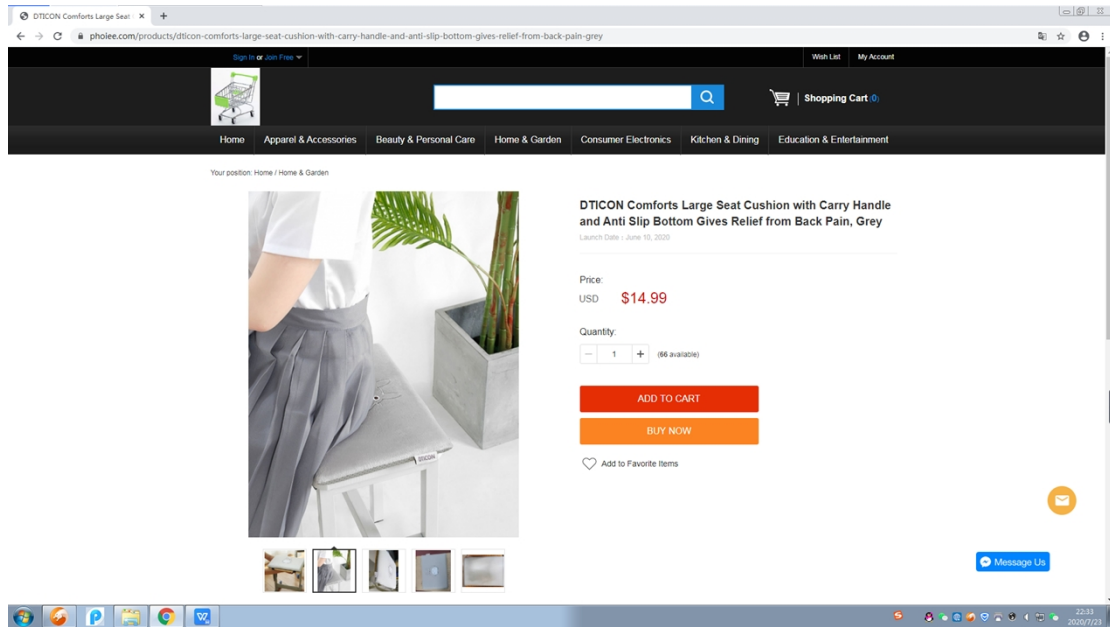 DTICON Comforts Large Seat
phoiee.com/products/dticon-comforts-large-seat-cushion-with-carry-handle-and-anti-slip-bottom-gives-relief-from-back-pain-grey
Sign In or Join Free
Wish List
My Account
Shopping Cart (0)
Home
Apparel & Accessories
Beauty & Personal Care
Home & Garden
Consumer Electronics
Kitchen & Dining
Education & Entertainment
Your position: Home / Home & Garden
DTICON Comforts Large Seat Cushion with Carry Handle
and Anti Slip Bottom Gives Relief from Back Pain, Grey
Launch Date : June 10, 2020
Price:
USD $14.99
Quantity:
1
(66 available)
ADD TO CART
BUY NOW
Add to Favorite Items
DTICON
Message Us
22:33
2020/7/23